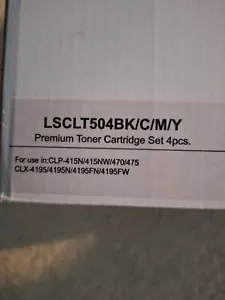 LSCLT504BK/C/M/Y
Premium Toner Cartridge Set 4pcs.
For use in:CLP-415N/415NW/470/475
CLX-4195/4195N/4195FN/4195FW